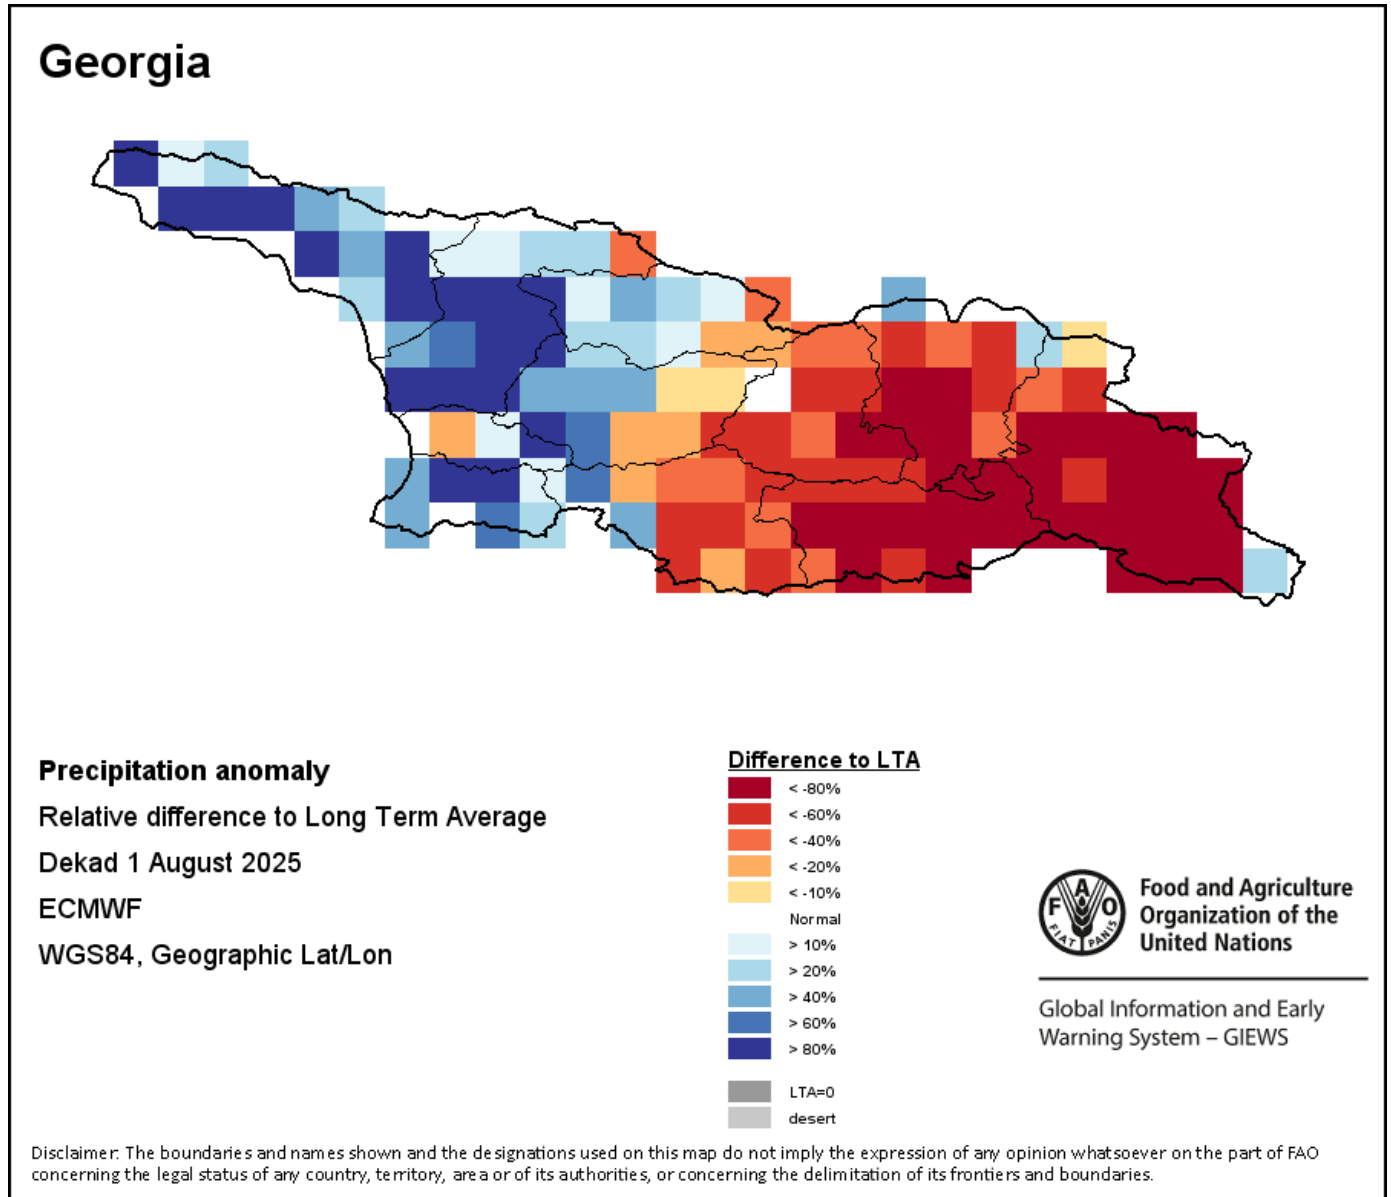 Georgia
Precipitation anomaly
Relative difference to Long Term Average
Dekad 1 August 2025
ECMWF
WGS84, Geographic Lat/Lon
Difference to LTA
< -80%
< -60%
< -40%
< -20%
< -10%
Normal
> 10%
> 20%
> 40%
> 60%
> 80%
LTA=0
desert
F A O
FIAT PANIS
Food and Agriculture
Organization of the
United Nations
Global Information and Early
Warning System – GIEWS
Disclaimer: The boundaries and names shown and the designations used on this map do not imply the expression of any opinion whatsoever on the part of FAO
concerning the legal status of any country, territory, area or of its authorities, or concerning the delimitation of its frontiers and boundaries.